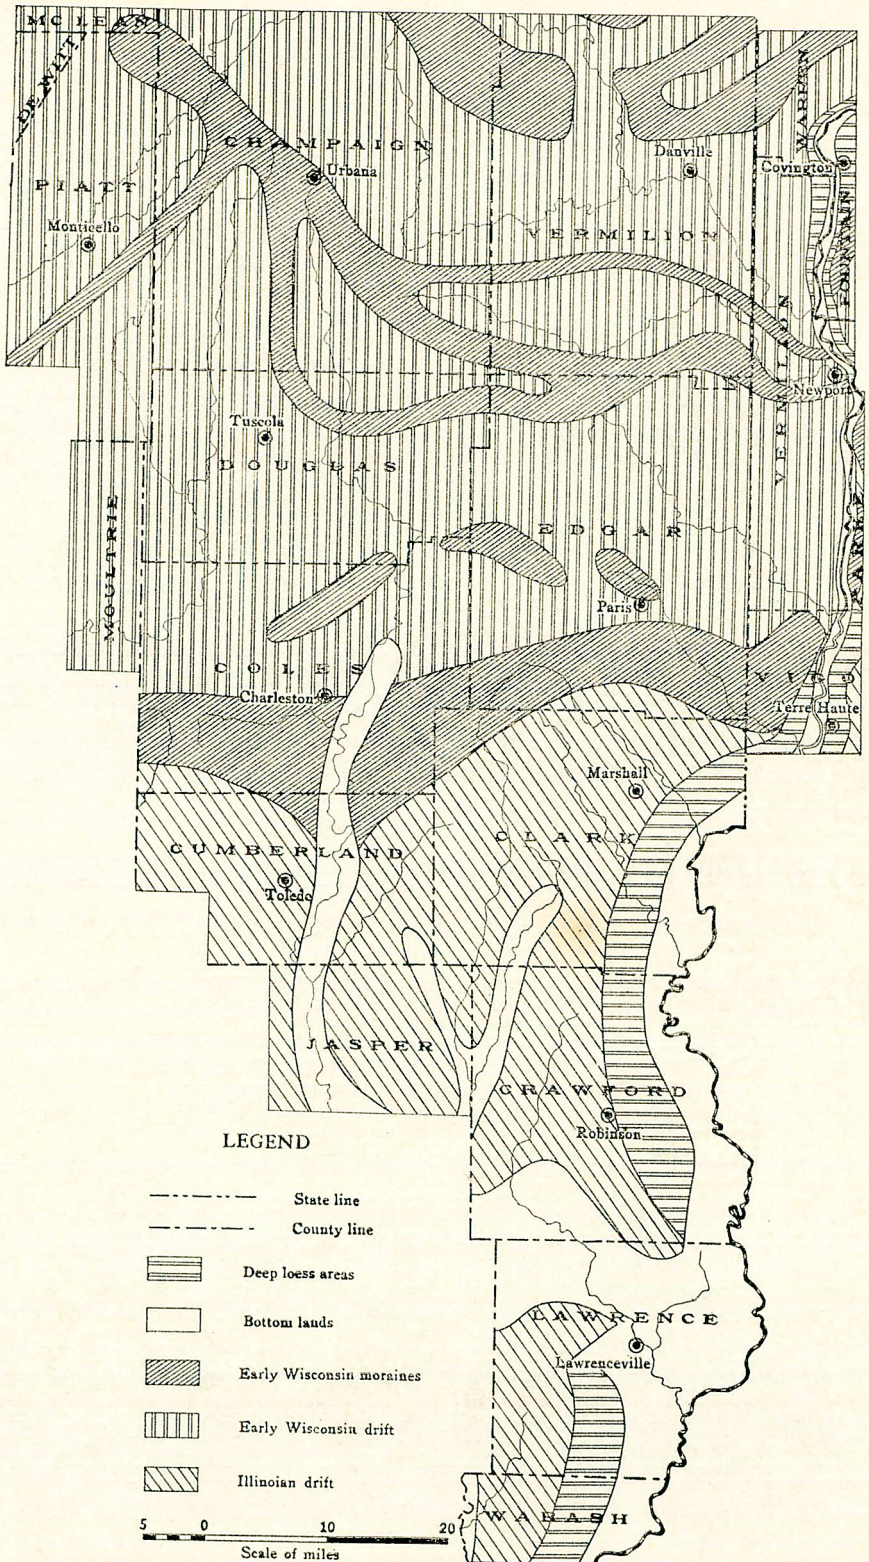 MCLEAN
DE WITT
WARREN
CHAMPAIGN
Danville
Covington
Urbana
PIATT
FOUNTAIN
Monticello
VERMILION
VERMILLION
Newport
Tuscola
DOUGLAS
MOULTRIE
EDGAR
PARKE
Paris
COLES
VIGO
Charleston
Terre Haute
Marshall
CLARK
CUMBERLAND
Toledo
JASPER
CRAWFORD
Robinson
LEGEND
State line
County line
Deep loess areas
Bottom lands
Early Wisconsin moraines
Early Wisconsin drift
Illinoian drift
LAWRENCE
Lawrenceville
WABASH
5 0 10 20
Scale of miles